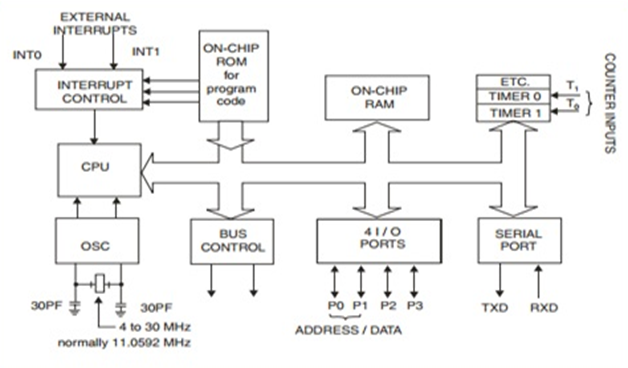 EXTERNAL
INTERRUPTS
INT0
INT1
INTERRUPT
CONTROL
ON-CHIP
ROM
for
program
code
ON-CHIP
RAM
ETC.
TIMER 0
TIMER 1
T1
T0
COUNTER INPUTS
CPU
OSC
BUS
CONTROL
4 I / O
PORTS
SERIAL
PORT
30PF
30PF
4 to 30 MHz
normally 11.0592 MHz
P0 P1 P2 P3
ADDRESS / DATA
TXD
RXD